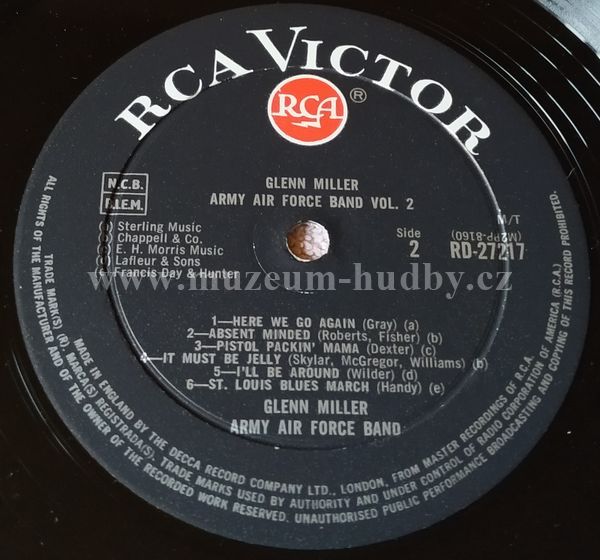 RCA VICTOR
RCA ®
GLENN MILLER
ARMY AIR FORCE BAND VOL. 2
N.C.B.
B.I.E.M.
Sterling Music
Chappell & Co.
E. H. Morris Music
Lafleur & Sons
Francis Day & Hunter
Side
2
T/M
(M2PP-8160)
RD-27217
www.muzeum-hudby.cz
1—HERE WE GO AGAIN (Gray) (a)
2—ABSENT MINDED (Roberts, Fisher) (b)
3—PISTOL PACKIN' MAMA (Dexter) (c)
4—IT MUST BE JELLY (Skylar, McGregor, Williams) (b)
5—I'LL BE AROUND (Wilder) (d)
6—ST. LOUIS BLUES MARCH (Handy) (e)
GLENN MILLER
ARMY AIR FORCE BAND
ALL RIGHTS OF THE MANUFACTURER AND OF THE OWNER OF THE RECORDED WORK RESERVED. UNAUTHORISED PUBLIC PERFORMANCE BROADCASTING AND COPYING OF THIS RECORD PROHIBITED.
TRADE MARK(S) (R) MARCA(S) REGISTRADA(S). TRADE MARKS USED BY AUTHORITY AND UNDER CONTROL OF RADIO CORPORATION OF AMERICA (R.C.A.)
MADE IN ENGLAND BY THE DECCA RECORD COMPANY LTD., LONDON, FROM MASTER RECORDINGS OF R.C.A.